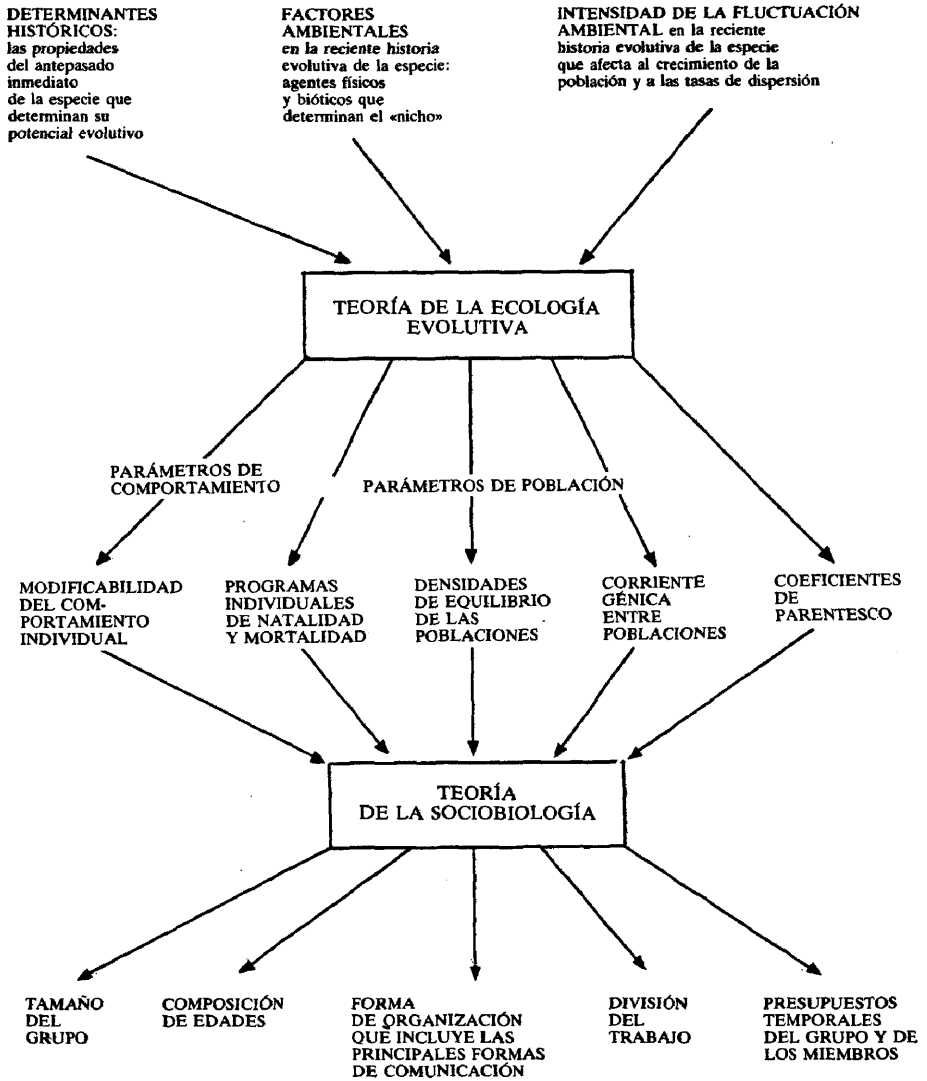 DETERMINANTES
HISTÓRICOS:
las propiedades
del antepasado
inmediato
de la especie que
determinan su
potencial evolutivo
FACTORES
AMBIENTALES
en la reciente historia
evolutiva de la especie:
agentes físicos
y bióticos que
determinan el «nicho»
INTENSIDAD DE LA FLUCTUACIÓN
AMBIENTAL en la reciente
historia evolutiva de la especie
que afecta al crecimiento de la
población y a las tasas de dispersión
TEORÍA DE LA ECOLOGÍA
EVOLUTIVA
PARÁMETROS DE
COMPORTAMIENTO
PARÁMETROS DE POBLACIÓN
MODIFICABILIDAD
DEL COM-
PORTAMIENTO
INDIVIDUAL
PROGRAMAS
INDIVIDUALES
DE NATALIDAD
Y MORTALIDAD
DENSIDADES
DE EQUILIBRIO
DE LAS
POBLACIONES
CORRIENTE
GÉNICA
ENTRE
POBLACIONES
COEFICIENTES
DE
PARENTESCO
TEORÍA
DE LA SOCIOBIOLOGÍA
TAMAÑO
DEL
GRUPO
COMPOSICIÓN
DE EDADES
FORMA
DE ORGANIZACIÓN
QUE INCLUYE LAS
PRINCIPALES FORMAS
DE COMUNICACIÓN
DIVISIÓN
DEL
TRABAJO
PRESUPUESTOS
TEMPORALES
DEL GRUPO Y DE
LOS MIEMBROS